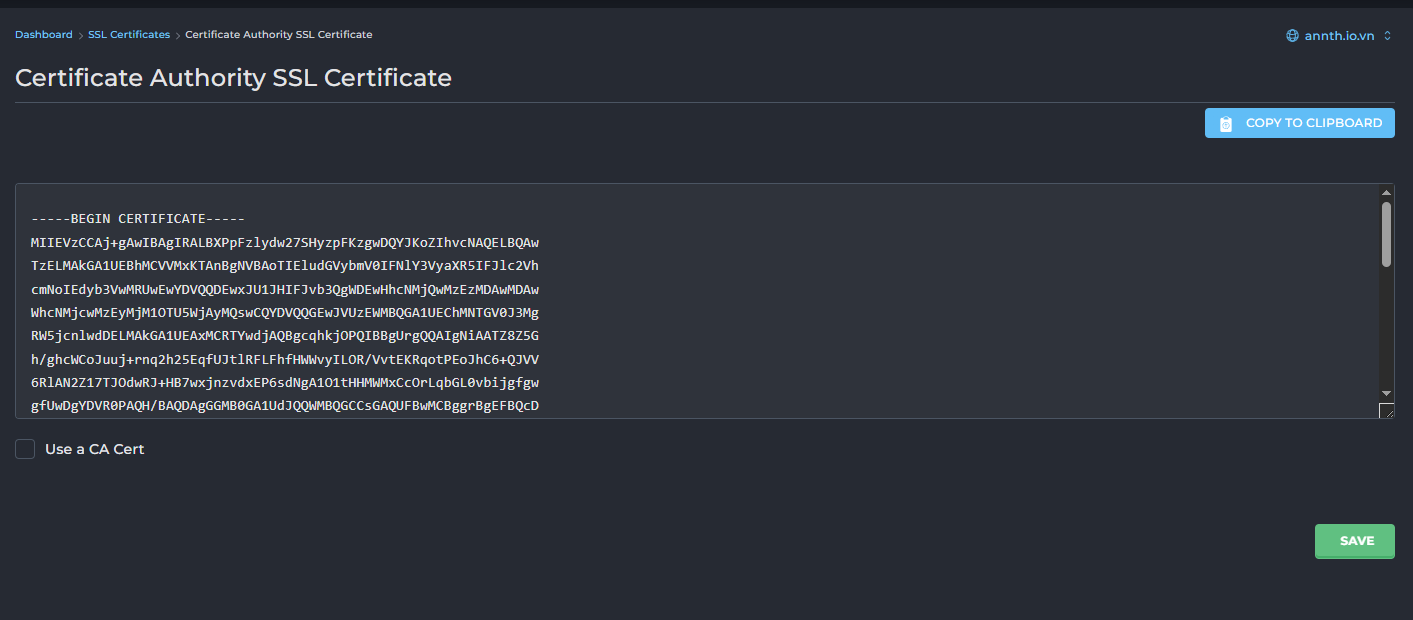 Dashboard > SSL Certificates > Certificate Authority SSL Certificate
annth.io.vn
Certificate Authority SSL Certificate
COPY TO CLIPBOARD
-----BEGIN CERTIFICATE-----
MIIEVzCCAj+gAwIBAgIRALBXPpFzlydw27SHyzpFKzgwDQYJKoZIhvcNAQELBQAw
TzELMAkGA1UEBhMCVVMxKTAnBgNVBAoTIEludGVybmV0IFNlY3VyaXR5IFJlc2Vh
cmNoIEdyb3VwMRUwEwYDVQQDEwxJU1JHIFJvb3QgWDEwHhcNMjQwMzEzMDAwMDAw
WhcNMjcwMzEyMjM1OTU5WjAyMQswCQYDVQQGEwJVUzEWMBQGA1UEChMNTGV0J3Mg
RW5jcnlwdDELMAkGA1UEAxMCRTYwdjAQBgcqhkjOPQIBBgUrgQQAIgNiAATZ8Z5G
h/ghcWCoJuuj+rnq2h25EqfUJtlRFLFhfHWWvyILOR/VvtEKRqotPEoJhC6+QJVV
6RlAN2Z17TJOdwRJ+HB7wxjnzvdxEP6sdNgA1O1tHHMWMxCcOrLqbGL0vbijgfgw
gfUwDgYDVR0PAQH/BAQDAgGGMB0GA1UdJQQWMBQGCCsGAQUFBwMCBggrBgEFBQcD
Use a CA Cert
SAVE